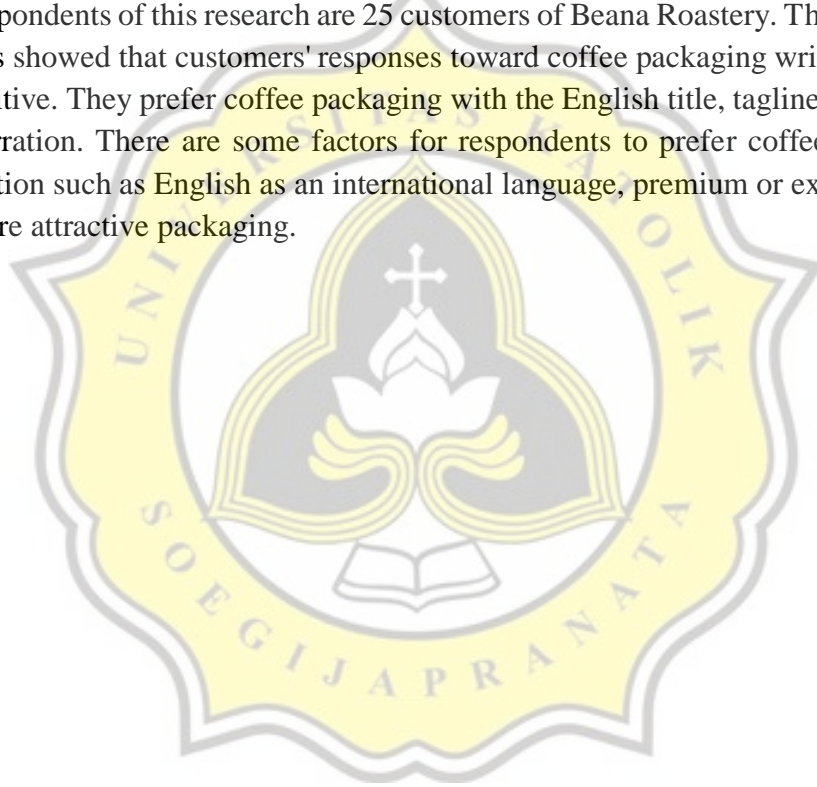 pondents of this research are 25 customers of Beana Roastery. Th
s showed that customers' responses toward coffee packaging wri
tive. They prefer coffee packaging with the English title, tagline
ration. There are some factors for respondents to prefer coffee
tion such as English as an international language, premium or ex
re attractive packaging.
UNIVERSITAS KATOLIK
SOEGIJAPRANATA